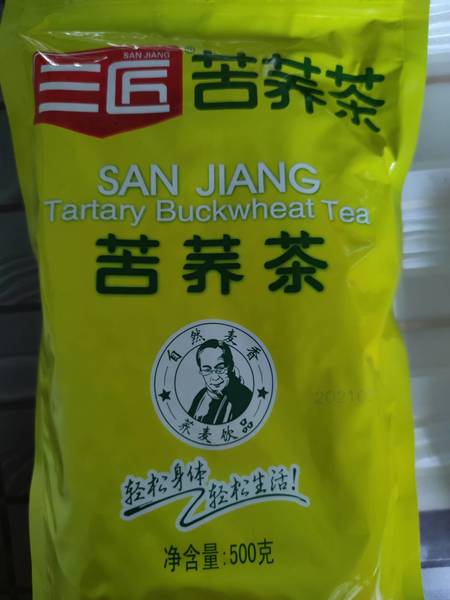 SAN JIANG
三匠®苦荞茶
SAN JIANG
Tartary Buckwheat Tea
苦荞茶
自然麦香
荞麦饮品
轻松身体
轻松生活!
净含量:500克